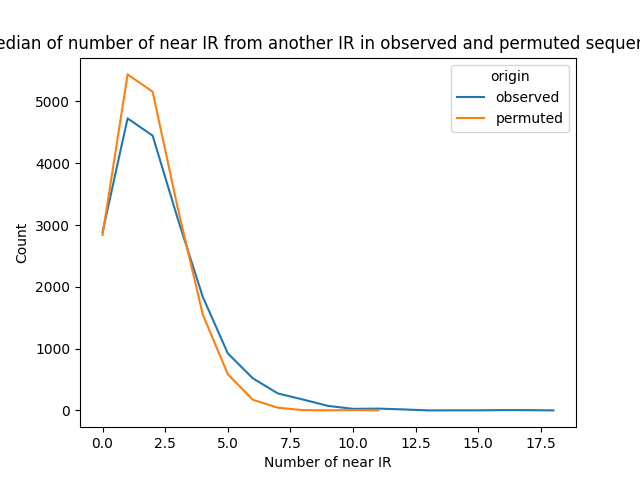 edian of number of near IR from another IR in observed and permuted sequer
origin
observed
permuted
Count
5000
4000
3000
2000
1000
0
0.0 2.5 5.0 7.5 10.0 12.5 15.0 17.5
Number of near IR